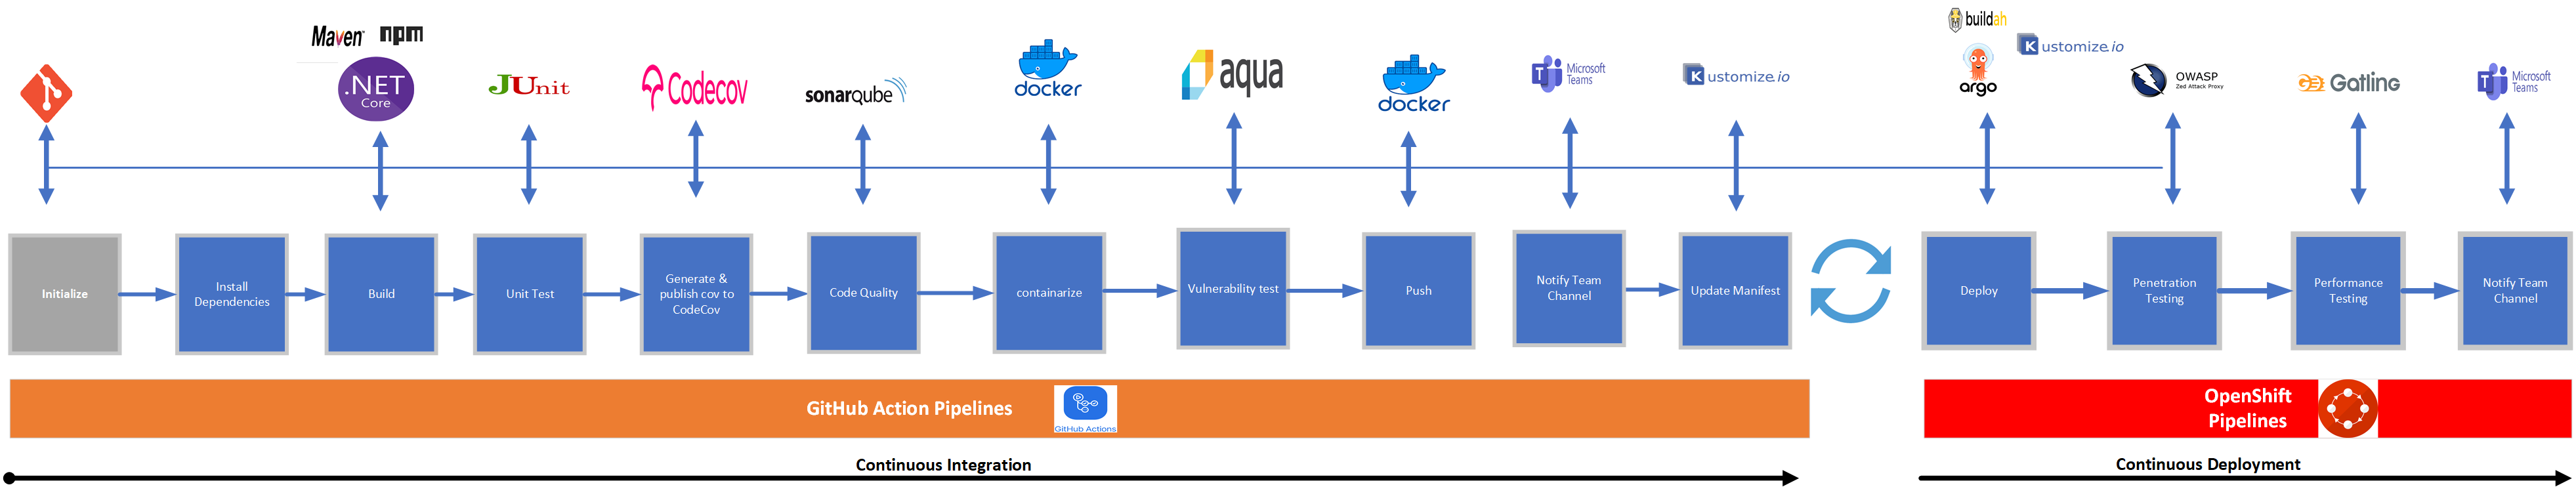 Maven
npm
.NET
Core
JUnit
Codecov
sonarqube
docker
aqua
docker
T
Microsoft
Teams
Kustomize.io
buildah
argo
Kustomize.io
OWASP
Zed Attack Proxy
Gatling
T
Microsoft
Teams
Initialize
Install
Dependencies
Build
Unit Test
Generate &
publish cov to
CodeCov
Code Quality
containarize
Vulnerability test
Push
Notify Team
Channel
Update Manifest
Deploy
Penetration
Testing
Performance
Testing
Notify Team
Channel
GitHub Action Pipelines
GitHub Actions
OpenShift
Pipelines
Continuous Integration
Continuous Deployment